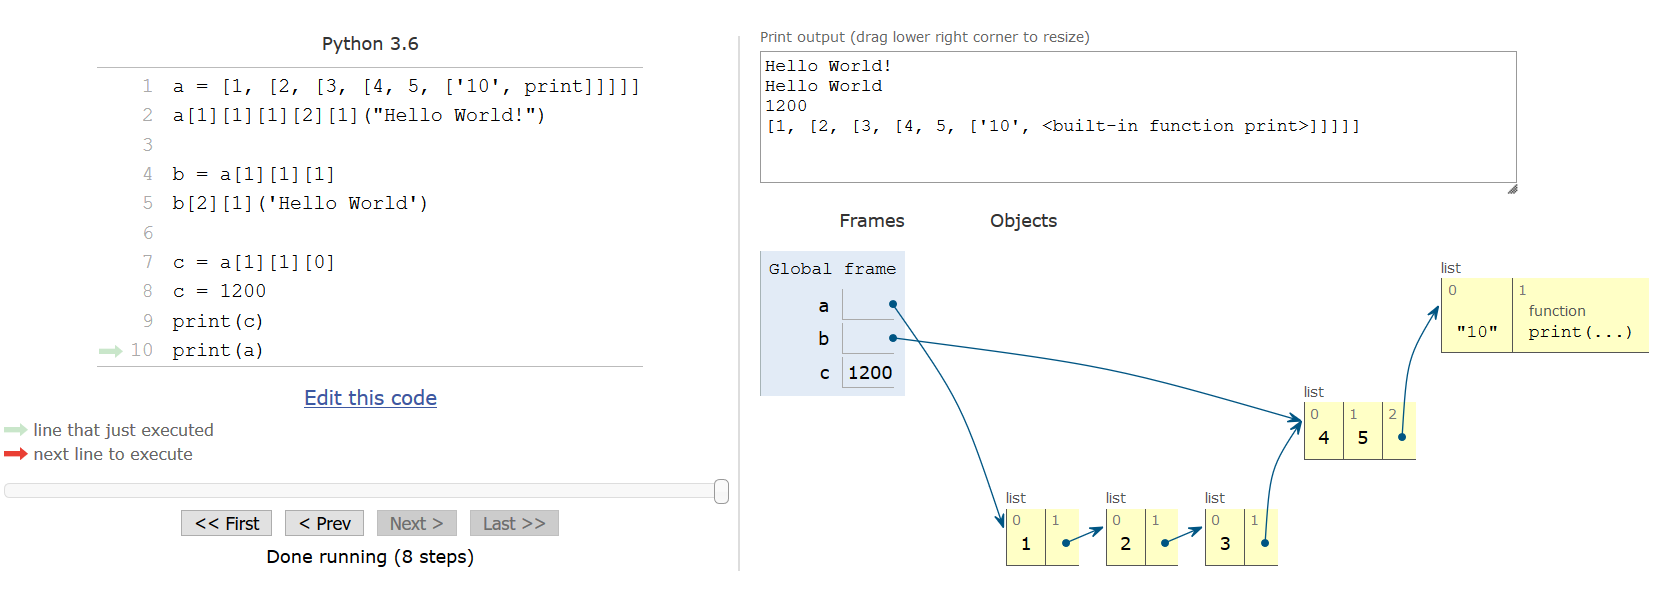 Python 3.6
1 a = [1, [2, [3, [4, 5, ['10', print]]]]]
2 a[1][1][1][2][1]("Hello World!")
3
4 b = a[1][1][1]
5 b[2][1]('Hello World')
6
7 c = a[1][1][0]
8 c = 1200
9 print(c)
10 print(a)
Edit this code
line that just executed
next line to execute
<< First < Prev Next > Last >>
Done running (8 steps)
Print output (drag lower right corner to resize)
Hello World!
Hello World
1200
[1, [2, [3, [4, 5, ['10', <built-in function print>]]]]]
Frames Objects
Global frame
a
b
c 1200
list
0 1
function
"10" print(...)
list
0 1 2
4 5
list list list
0 1 0 1 0 1
1 2 3